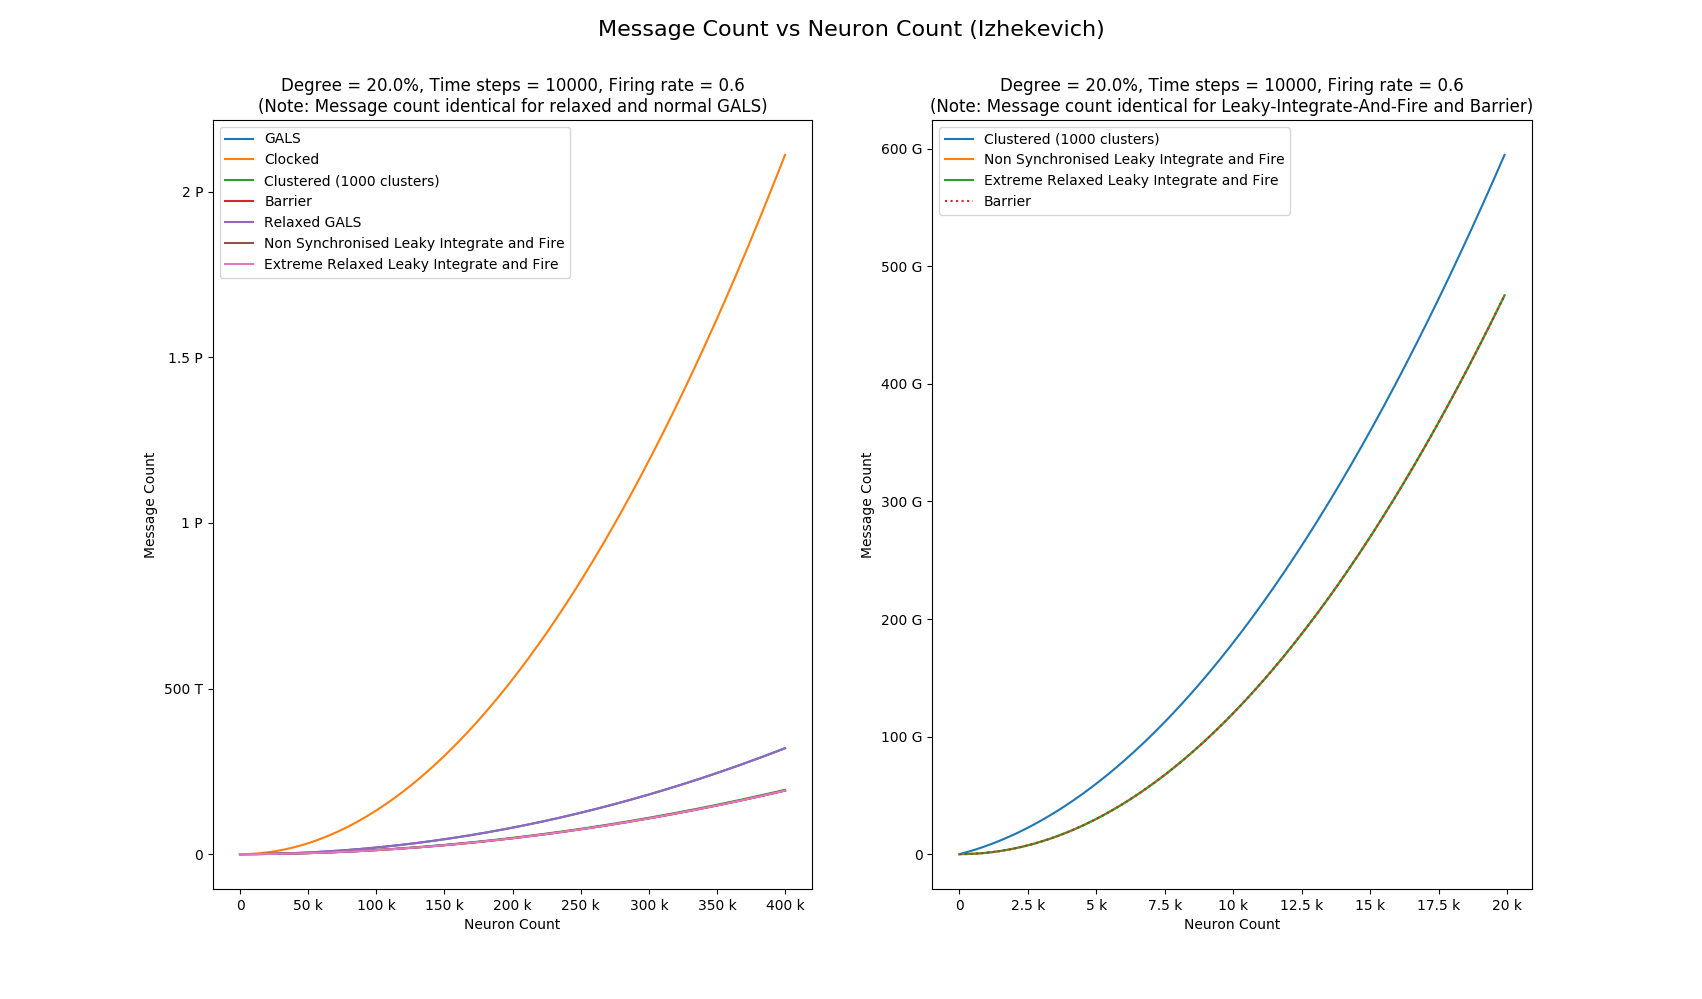 Message Count vs Neuron Count (Izhekevich)
Degree = 20.0%, Time steps = 10000, Firing rate = 0.6
(Note: Message count identical for relaxed and normal GALS)
GALS
Clocked
Clustered (1000 clusters)
Barrier
Relaxed GALS
Non Synchronised Leaky Integrate and Fire
Extreme Relaxed Leaky Integrate and Fire
2 P
1.5 P
1 P
500 T
0
Message Count
0
50 k
100 k
150 k
200 k
250 k
300 k
350 k
400 k
Neuron Count
Degree = 20.0%, Time steps = 10000, Firing rate = 0.6
(Note: Message count identical for Leaky-Integrate-And-Fire and Barrier)
Clustered (1000 clusters)
Non Synchronised Leaky Integrate and Fire
Extreme Relaxed Leaky Integrate and Fire
Barrier
600 G
500 G
400 G
300 G
200 G
100 G
0
Message Count
0
2.5 k
5 k
7.5 k
10 k
12.5 k
15 k
17.5 k
20 k
Neuron Count